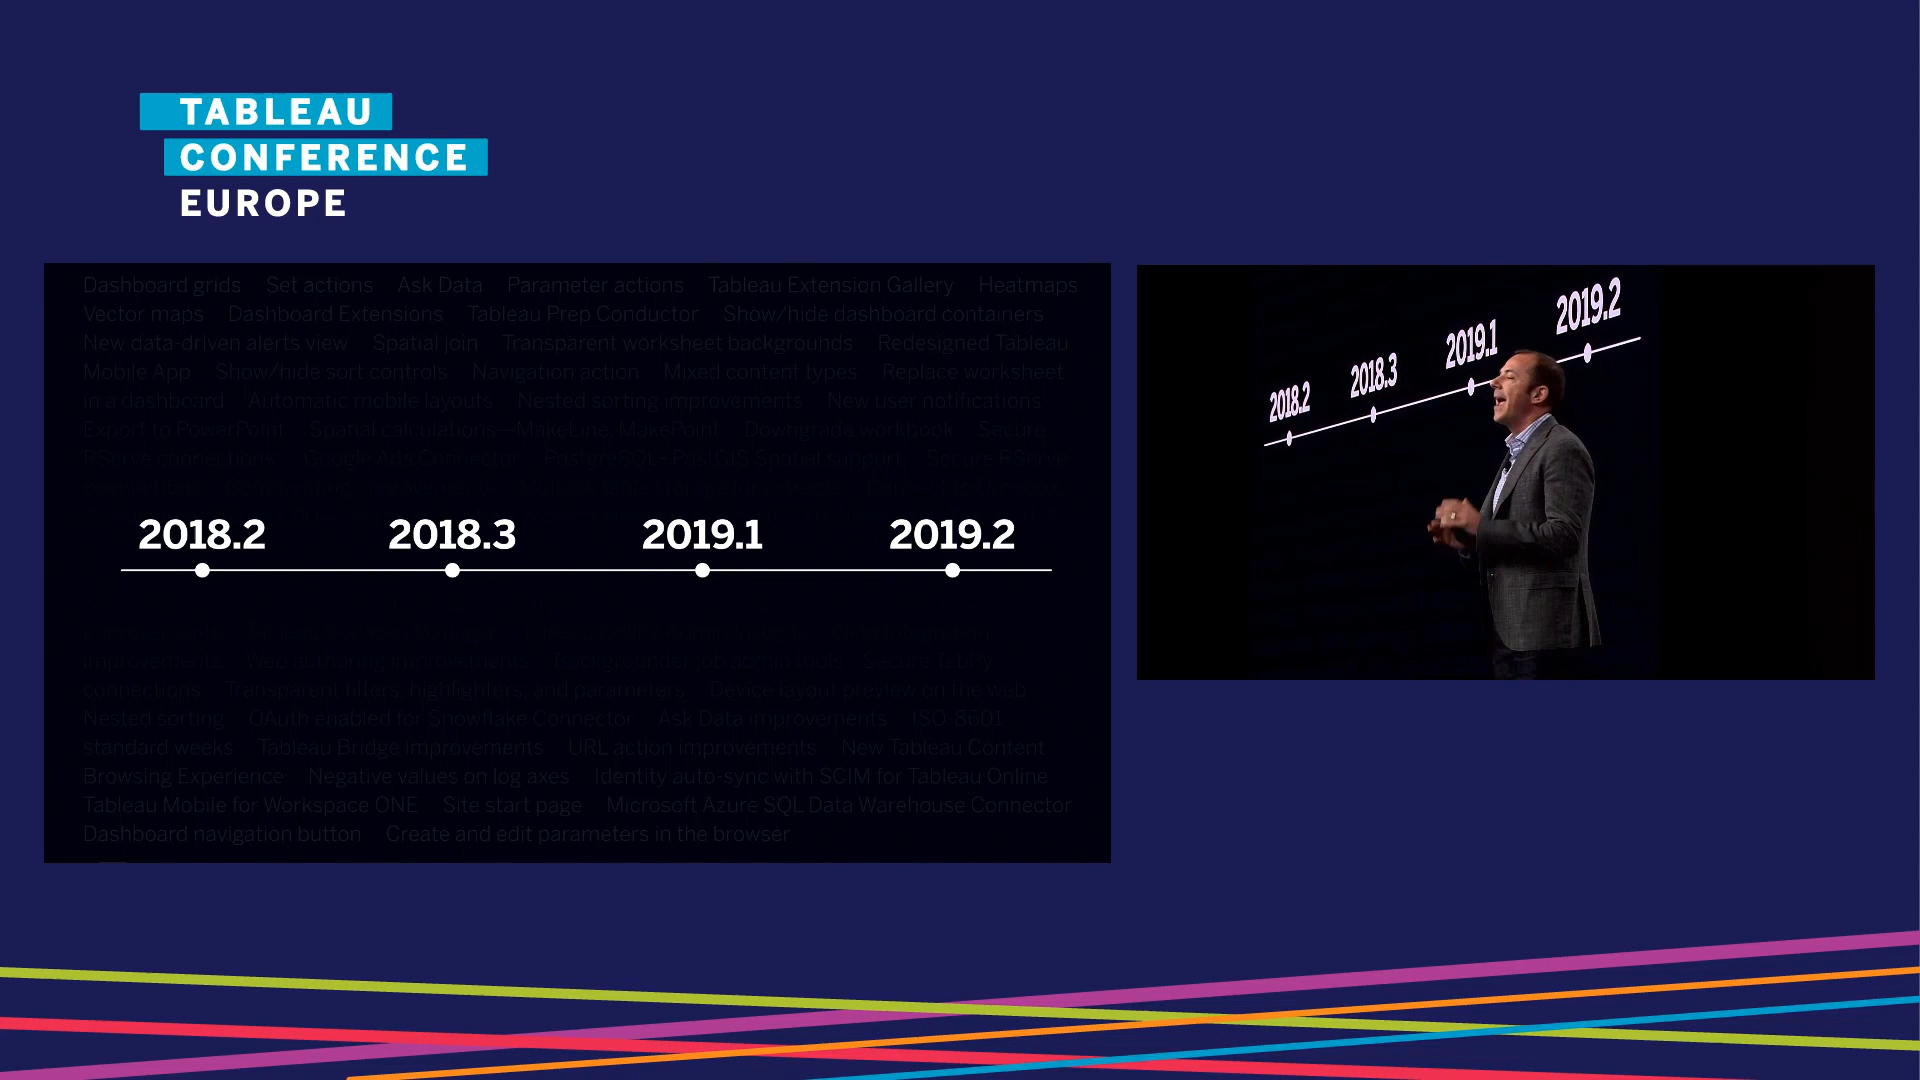 TABLEAU
CONFERENCE
EUROPE
Dashboard grids Set actions Ask Data Parameter actions Tableau Extension Gallery Heatmaps
Vector maps Dashboard Extensions Tableau Prep Conductor Show/hide dashboard containers
New data-driven alerts view Spatial join Transparent worksheet backgrounds Redesigned Tableau
Mobile App Show/hide sort controls Navigation action Mixed content types Replace worksheet
in a dashboard Automatic mobile layouts Nested sorting improvements New user notifications
Export to PowerPoint Spatial calculations—MakeLine, MakePoint Downgrade workbook Secure
RServe connections Google Ads Connector PostgreSQL+PostGIS Spatial support Secure RServe
2018.2 2018.3 2019.1 2019.2
improvements Web authoring improvements Backgrounder job admin tools Secure TabPy
connections Transparent filters, highlighters, and parameters Device layout preview on the web
Nested sorting OAuth enabled for Snowflake Connector Ask Data improvements ISO-8601
standard weeks Tableau Bridge improvements URL action improvements New Tableau Content
Browsing Experience Negative values on log axes Identity auto-sync with SCIM for Tableau Online
Tableau Mobile for Workspace ONE Site start page Microsoft Azure SQL Data Warehouse Connector
Dashboard navigation button Create and edit parameters in the browser
2018.2 2018.3 2019.1 2019.2